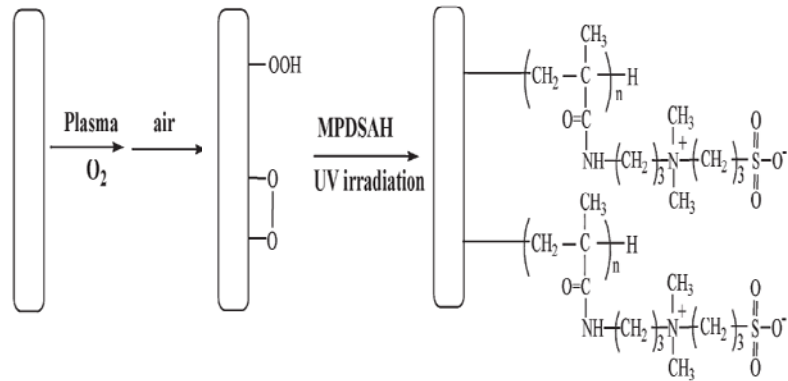 Plasma
O₂
air
OOH
O
O
MPDSAH
UV irradiation
CH₃
(CH₂–C)ₙ–H
O=C
NH–(CH₂)₃–N⁺–(CH₂)₃–S–O⁻
CH₃
CH₃
O
O
CH₃
(CH₂–C)ₙ–H
O=C
NH–(CH₂)₃–N⁺–(CH₂)₃–S–O⁻
CH₃
CH₃
O
O